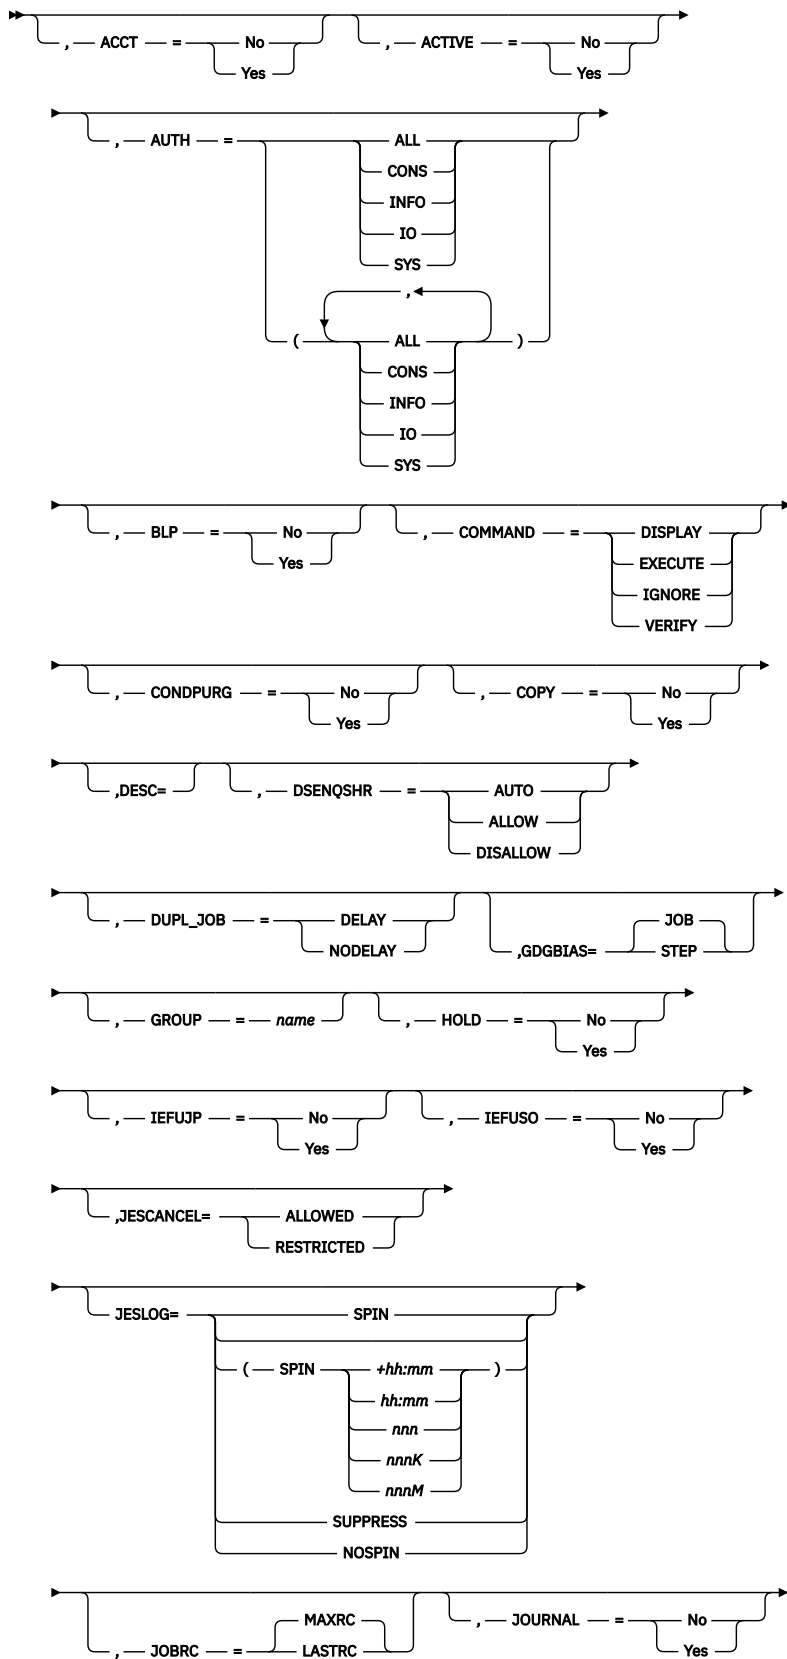 , ACCT = No , ACTIVE = No
Yes Yes
, AUTH = ALL
CONS
INFO
IO
SYS
,
( ALL )
CONS
INFO
IO
SYS
, BLP = No , COMMAND = DISPLAY
Yes EXECUTE
IGNORE
VERIFY
, CONDPURG = No , COPY = No
Yes Yes
,DESC= , DSENQSHR = AUTO
ALLOW
DISALLOW
, DUPL_JOB = DELAY JOB
NODELAY ,GDGBIAS= STEP
, GROUP = name , HOLD = No
Yes
, IEFUJP = No , IEFUSO = No
Yes Yes
,JESCANCEL= ALLOWED
RESTRICTED
JESLOG= SPIN
( SPIN +hh:mm )
hh:mm
nnn
nnnK
nnnM
SUPPRESS
NOSPIN
MAXRC , JOURNAL = No
, JOBRC = LASTRC Yes